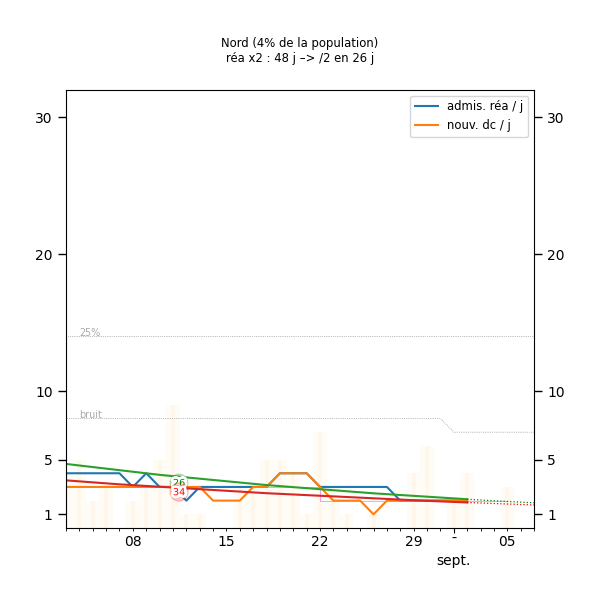 Nord (4% de la population)
réa x2 : 48 j –> /2 en 26 j
admis. réa / j
nouv. dc / j
30 30
20 20
25%
10 10
bruit
5 5
-26
-34
1 1
08 15 22 29 - 05
sept.